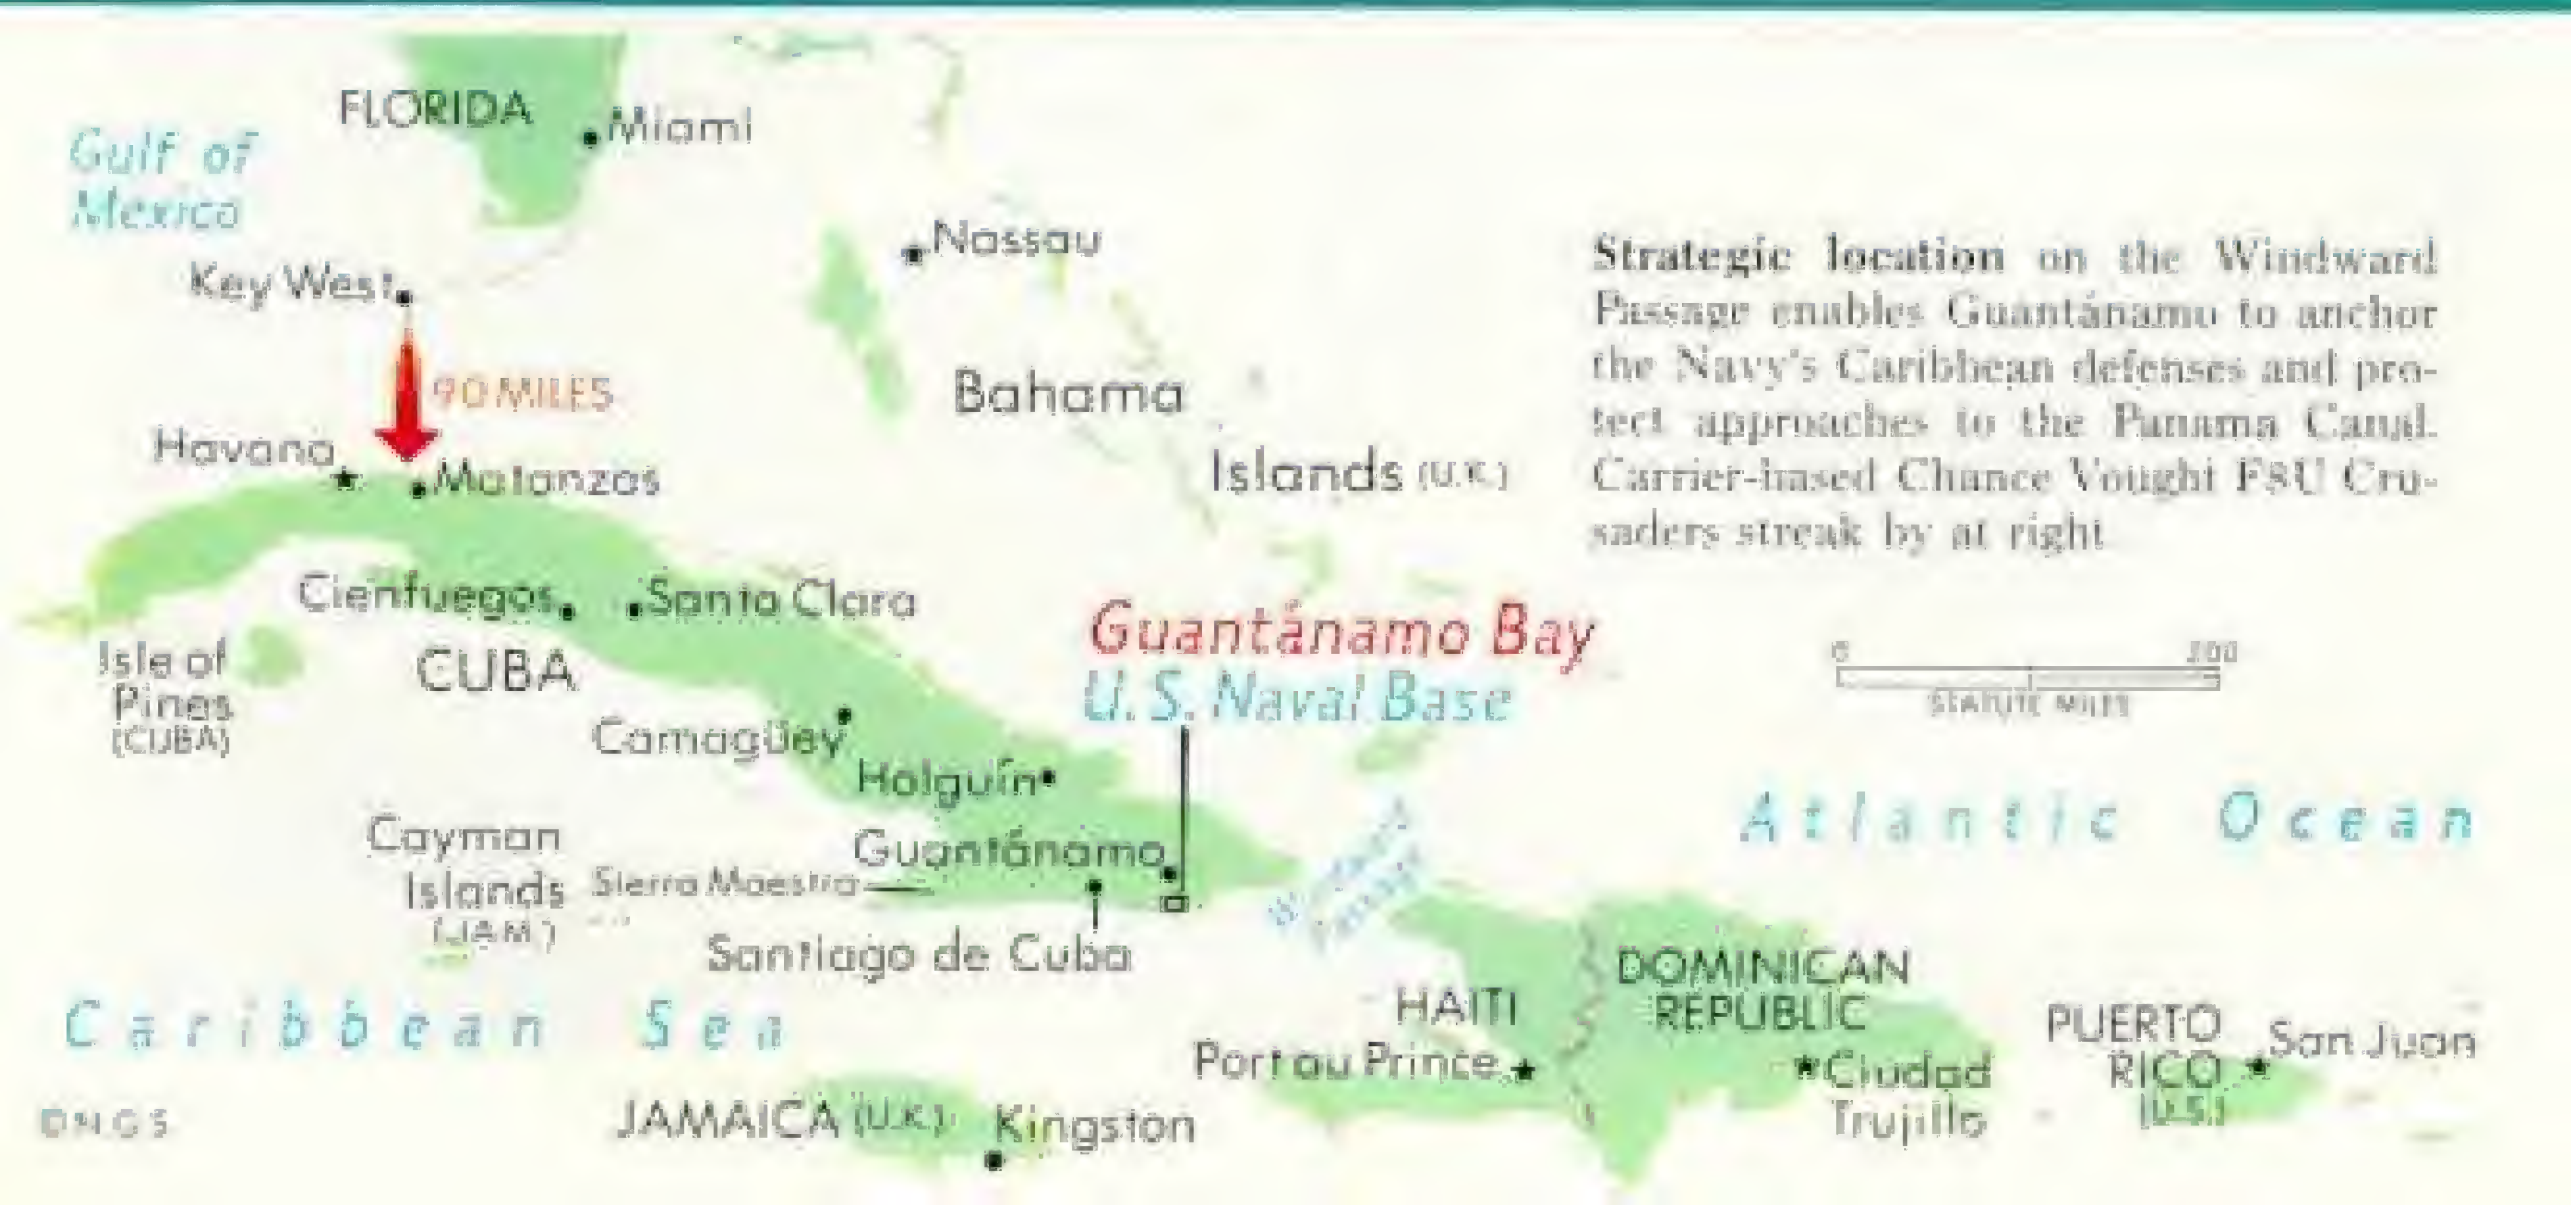 FLORIDA
Miami
Gulf of
Mexico
Nassau
Key West
90 MILES
Bahama
Islands (U.K.)
Havana
Matanzas
Strategic location on the Windward
Passage enables Guantánamo to anchor
the Navy's Caribbean defenses and pro-
tect approaches to the Panama Canal.
Carrier-based Chance Vought F8U Cru-
saders streak by at right
Cienfuegos
Santa Clara
Guantánamo Bay
U.S. Naval Base
Isle of
Pines
(CUBA)
CUBA
0 200
STATUTE MILES
Camagüey
Holguín
Atlantic Ocean
Cayman
Islands
(JAM.)
Guantánamo
Sierra Maestra
Windward
Passage
Santiago de Cuba
DOMINICAN
REPUBLIC
HAITI
Caribbean Sea
PUERTO
RICO
(U.S.)
San Juan
Port au Prince
Ciudad
Trujillo
JAMAICA (U.K.)
Kingston
© N.G.S.